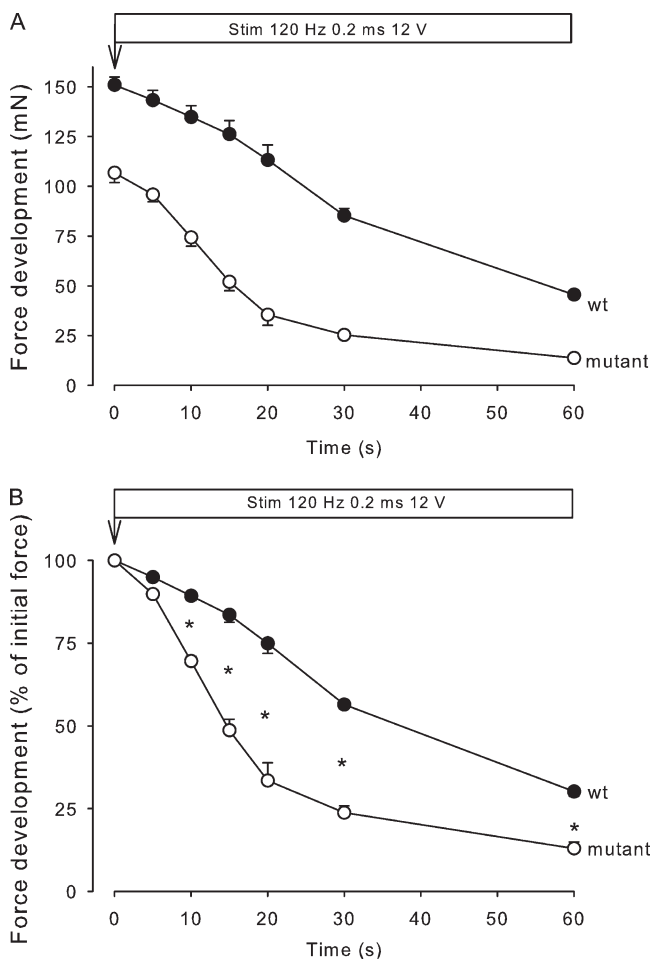 A
Stim 120 Hz 0.2 ms 12 V
Force development (mN)
150
125
100
75
50
25
0
wt
mutant
0 10 20 30 40 50 60
Time (s)
B
Stim 120 Hz 0.2 ms 12 V
Force development (% of initial force)
100
75
50
25
0
*
*
*
*
*
wt
mutant
0 10 20 30 40 50 60
Time (s)